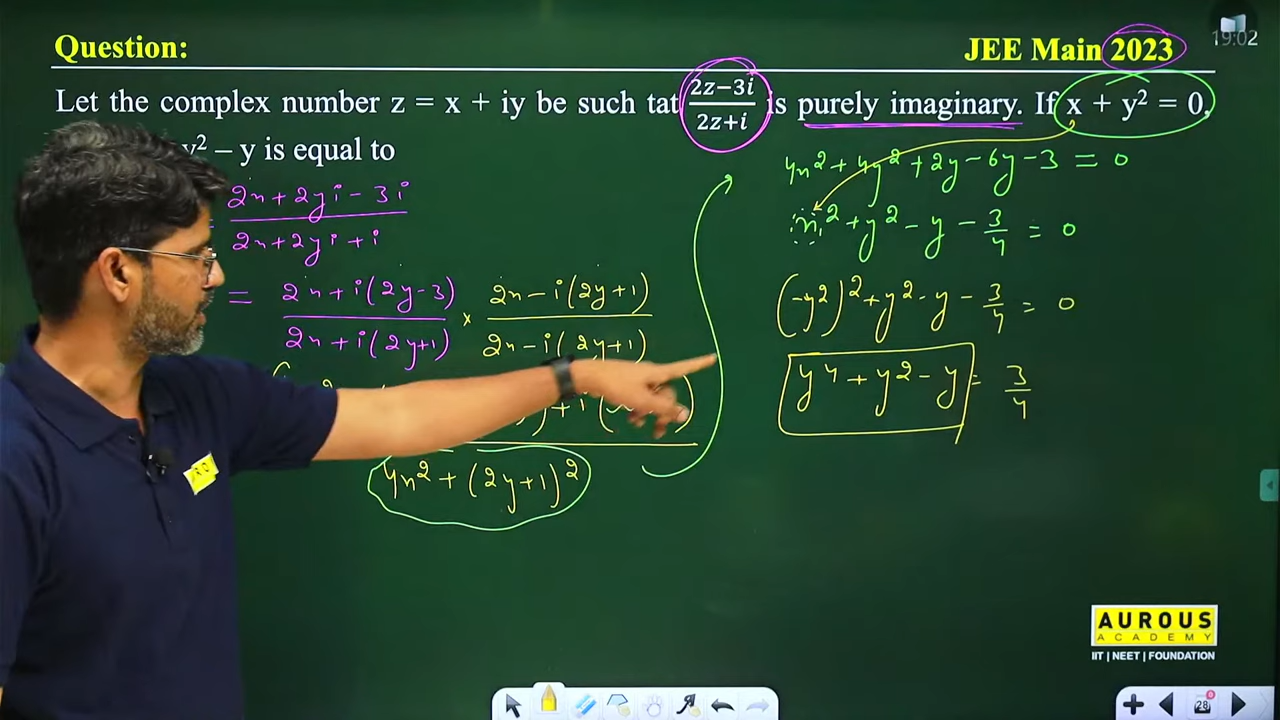 Question:
JEE Main 2023
19:02
Let the complex number z = x + iy be such tat (2z−3i)/(2z+i) is purely imaginary. If x + y² = 0,
y² – y is equal to
2x + 2yi - 3i
2x + 2yi + i
= (2x + i(2y-3))/(2x + i(2y+1)) × (2x - i(2y+1))/(2x - i(2y+1))
4x² + (2y+1)²
4x² + 4y² + 2y - 6y - 3 = 0
x² + y² - y - 3/4 = 0
(-y²)² + y² - y - 3/4 = 0
y⁴ + y² - y = 3/4
AUROUS
ACADEMY
IIT | NEET | FOUNDATION
28